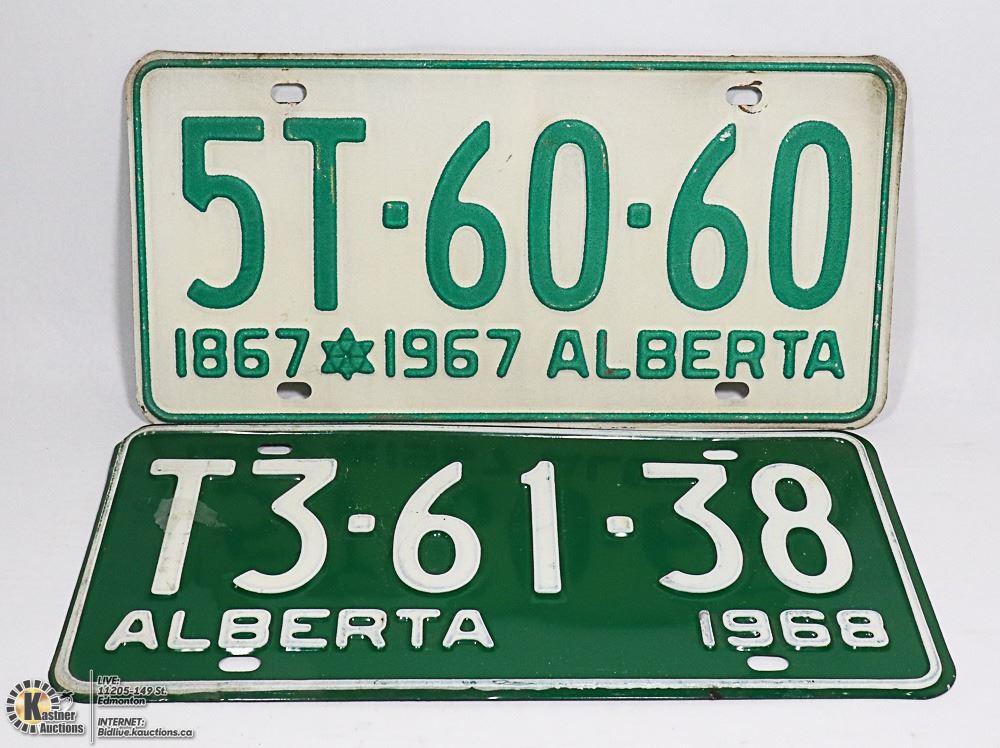 5T·60·60
1867 1967 ALBERTA
T3·61·38
ALBERTA 1968
Kastner
Auctions
LIVE:
11205-149 St.
Edmonton
INTERNET:
Bidlive.kauctions.ca